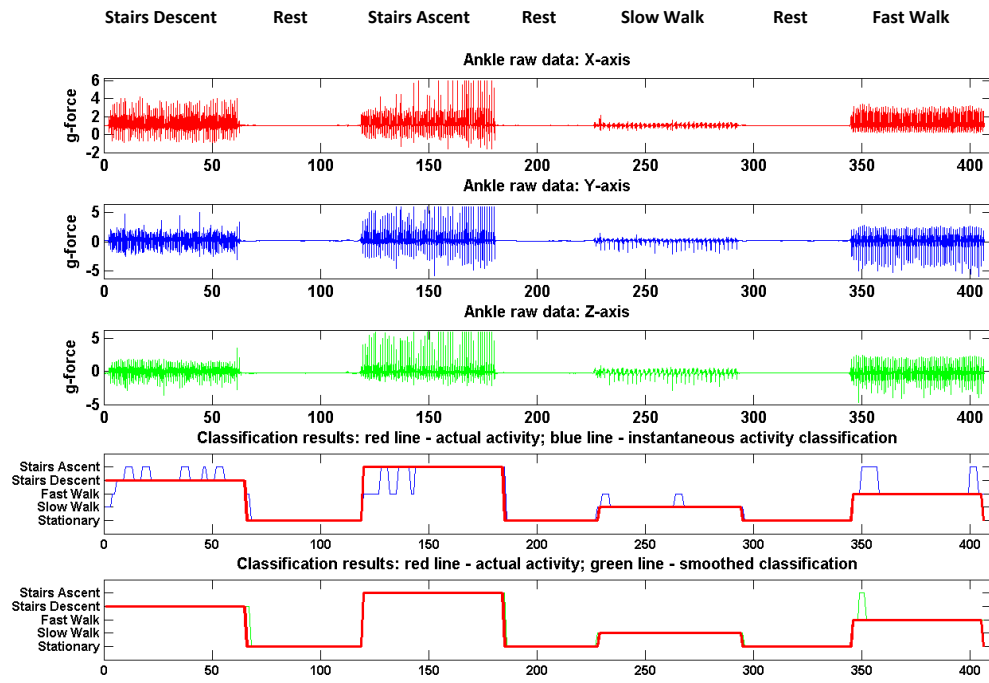 Stairs Descent Rest Stairs Ascent Rest Slow Walk Rest Fast Walk
Ankle raw data: X-axis
g-force
6
4
2
0
-2
0 50 100 150 200 250 300 350 400
Ankle raw data: Y-axis
g-force
5
0
-5
0 50 100 150 200 250 300 350 400
Ankle raw data: Z-axis
g-force
5
0
-5
0 50 100 150 200 250 300 350 400
Classification results: red line - actual activity; blue line - instantaneous activity classification
Stairs Ascent
Stairs Descent
Fast Walk
Slow Walk
Stationary
0 50 100 150 200 250 300 350 400
Classification results: red line - actual activity; green line - smoothed classification
Stairs Ascent
Stairs Descent
Fast Walk
Slow Walk
Stationary
0 50 100 150 200 250 300 350 400